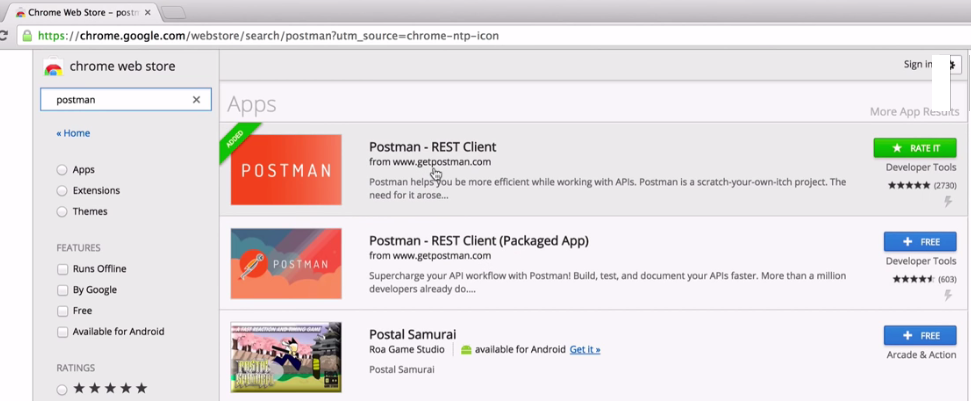 Chrome Web Store - postm
https://chrome.google.com/webstore/search/postman?utm_source=chrome-ntp-icon
chrome web store
Sign in
postman
Apps
More App Results
« Home
Apps
Extensions
Themes
FEATURES
Runs Offline
By Google
Free
Available for Android
RATINGS
ADDED
POSTMAN
Postman - REST Client
from www.getpostman.com
Postman helps you be more efficient while working with APIs. Postman is a scratch-your-own-itch project. The
need for it arose...
RATE IT
Developer Tools
(2730)
POSTMAN
Postman - REST Client (Packaged App)
from www.getpostman.com
Supercharge your API workflow with Postman! Build, test, and document your APIs faster. More than a million
developers already do....
FREE
Developer Tools
(603)
Postal Samurai
Roa Game Studio
available for Android Get it »
Postal Samurai
FREE
Arcade & Action